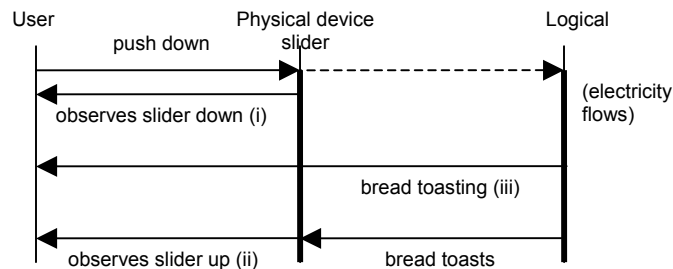 User
Physical device
slider
Logical
push down
observes slider down (i)
(electricity
flows)
bread toasting (iii)
observes slider up (ii)
bread toasts